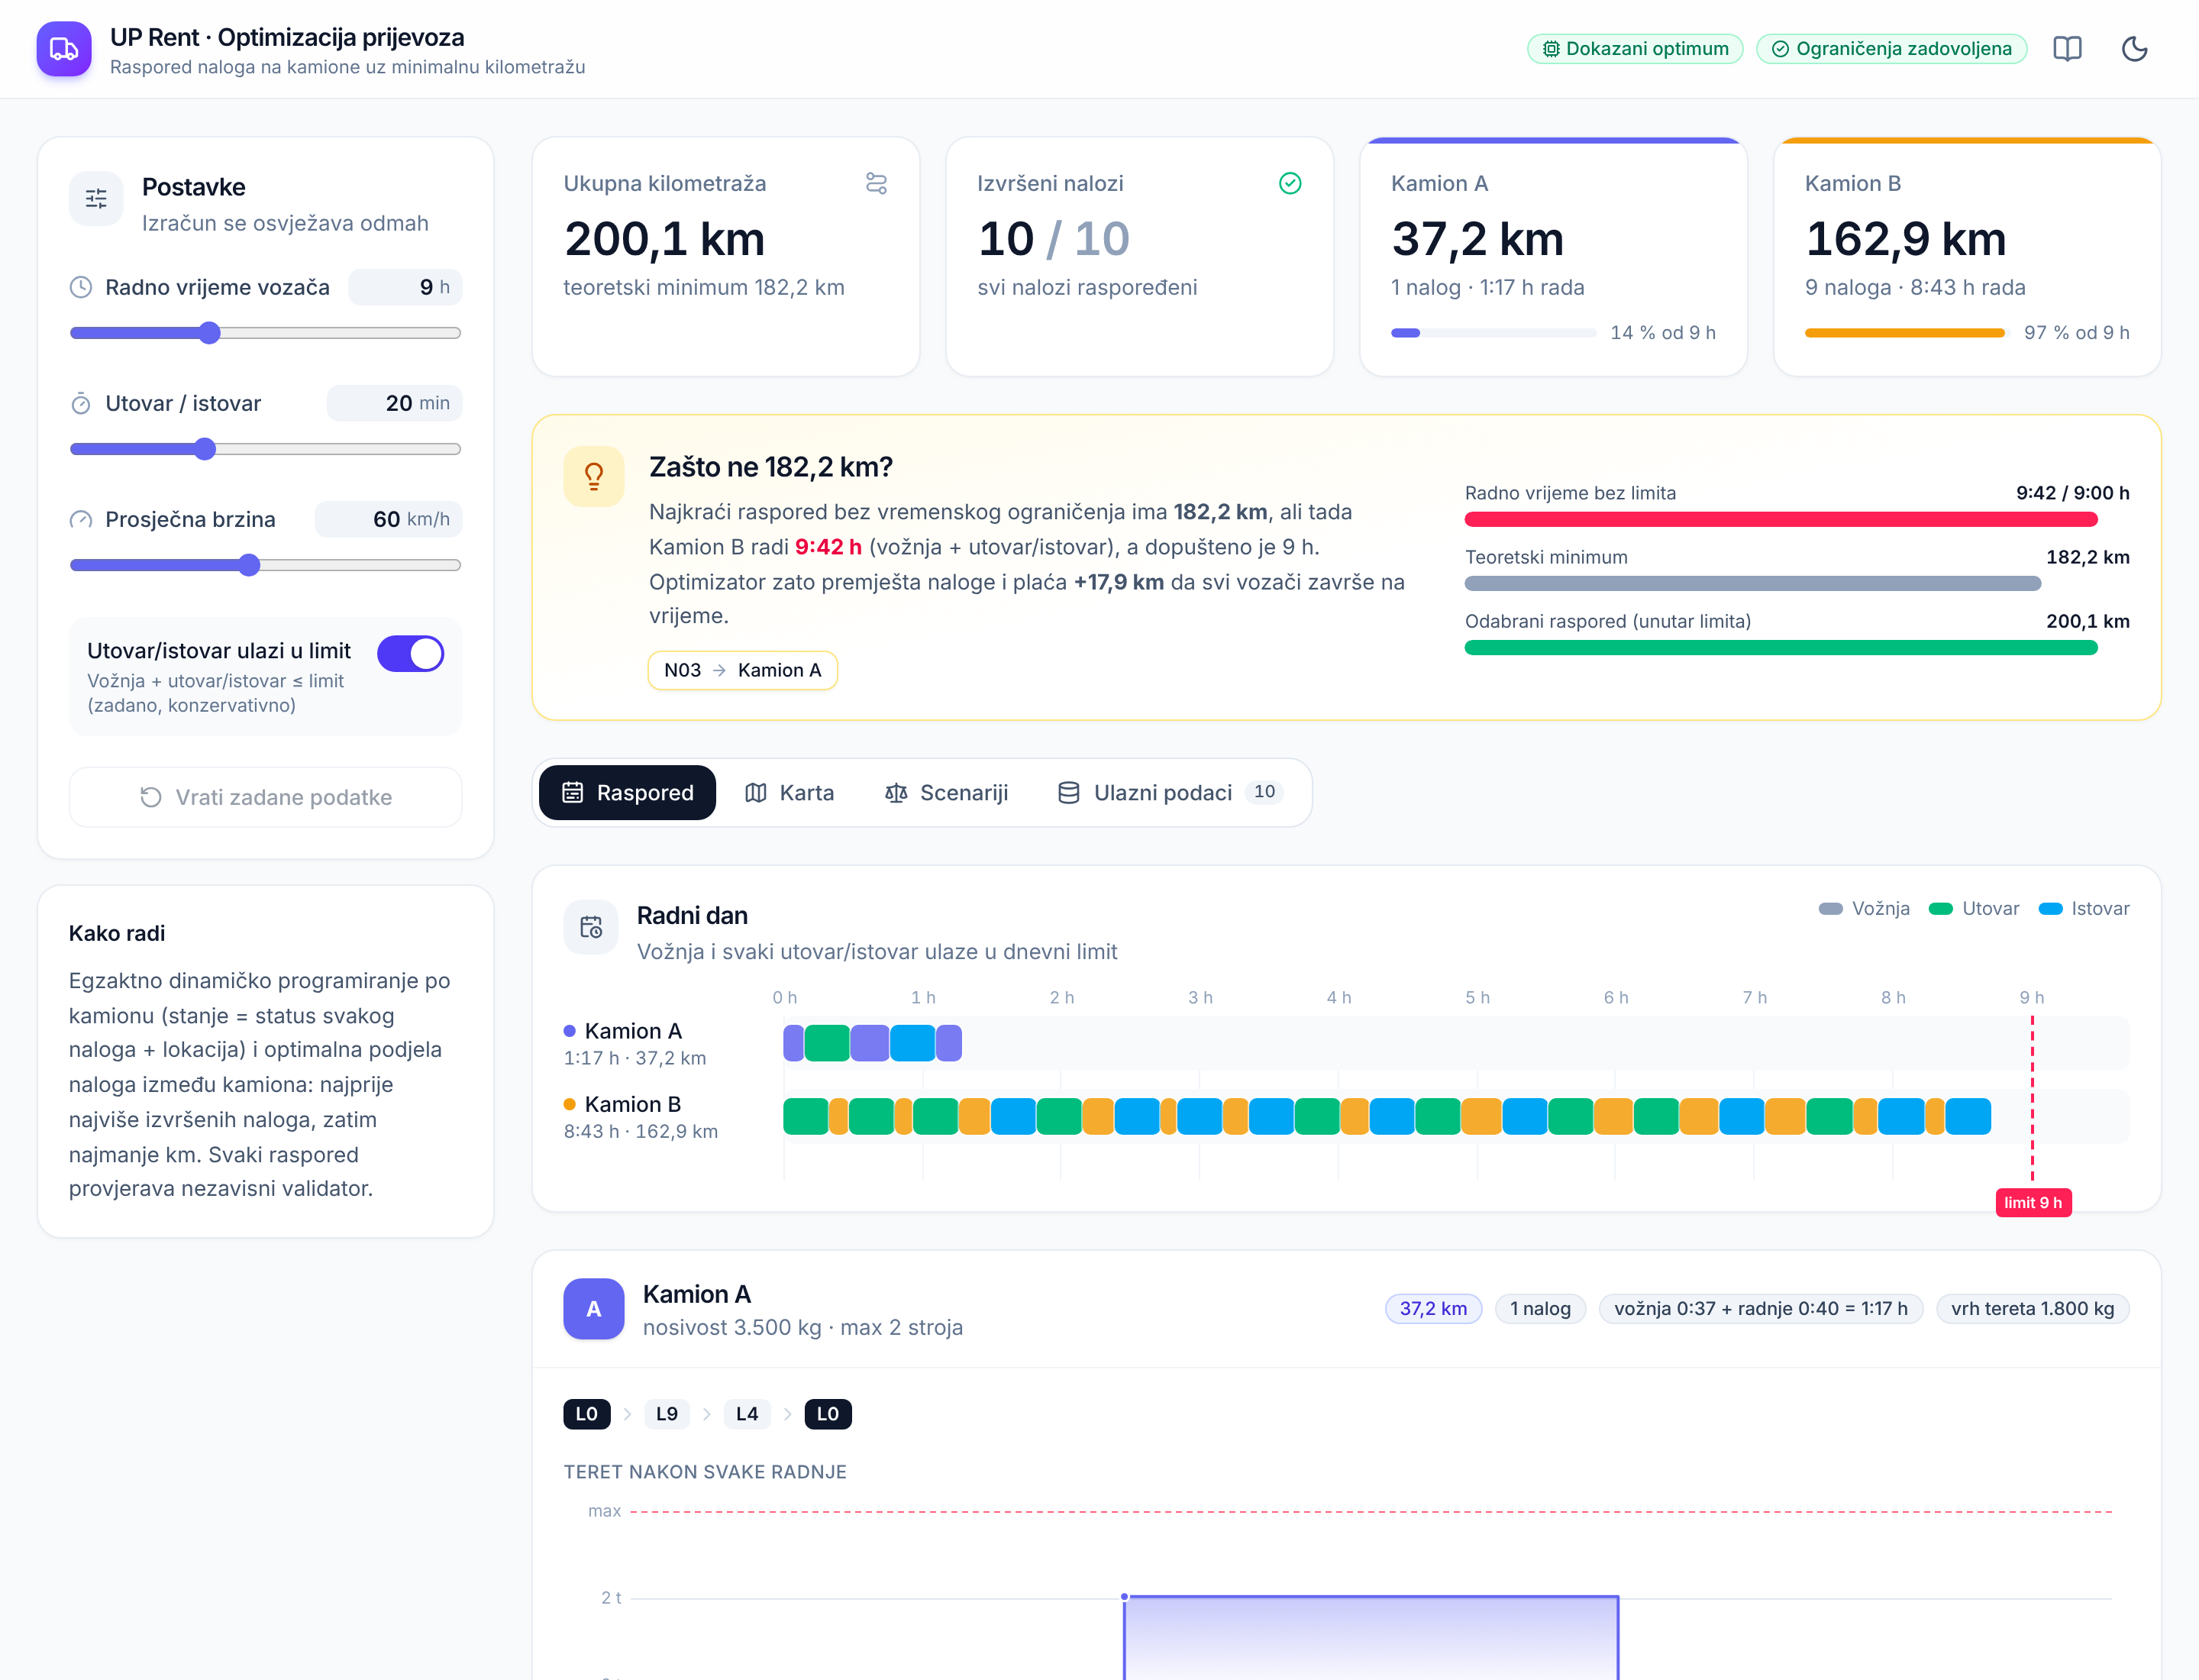 UP Rent · Optimizacija prijevoza
Raspored naloga na kamione uz minimalnu kilometražu
Dokazani optimum
Ograničenja zadovoljena
Postavke
Izračun se osvježava odmah
Radno vrijeme vozača
9 h
Utovar / istovar
20 min
Prosječna brzina
60 km/h
Utovar/istovar ulazi u limit
Vožnja + utovar/istovar ≤ limit
(zadano, konzervativno)
Vrati zadane podatke
Kako radi
Egzaktno dinamičko programiranje po
kamionu (stanje = status svakog
naloga + lokacija) i optimalna podjela
naloga između kamiona: najprije
najviše izvršenih naloga, zatim
najmanje km. Svaki raspored
provjerava nezavisni validator.
Ukupna kilometraža
200,1 km
teoretski minimum 182,2 km
Izvršeni nalozi
10 / 10
svi nalozi raspoređeni
Kamion A
37,2 km
1 nalog · 1:17 h rada
14 % od 9 h
Kamion B
162,9 km
9 naloga · 8:43 h rada
97 % od 9 h
Zašto ne 182,2 km?
Najkraći raspored bez vremenskog ograničenja ima 182,2 km, ali tada
Kamion B radi 9:42 h (vožnja + utovar/istovar), a dopušteno je 9 h.
Optimizator zato premješta naloge i plaća +17,9 km da svi vozači završe na
vrijeme.
N03 → Kamion A
Radno vrijeme bez limita
9:42 / 9:00 h
Teoretski minimum
182,2 km
Odabrani raspored (unutar limita)
200,1 km
Raspored
Karta
Scenariji
Ulazni podaci 10
Radni dan
Vožnja i svaki utovar/istovar ulaze u dnevni limit
Vožnja
Utovar
Istovar
0 h 1 h 2 h 3 h 4 h 5 h 6 h 7 h 8 h 9 h
Kamion A
1:17 h · 37,2 km
Kamion B
8:43 h · 162,9 km
limit 9 h
A
Kamion A
nosivost 3.500 kg · max 2 stroja
37,2 km
1 nalog
vožnja 0:37 + radnje 0:40 = 1:17 h
vrh tereta 1.800 kg
L0 > L9 > L4 > L0
TERET NAKON SVAKE RADNJE
max
2 t